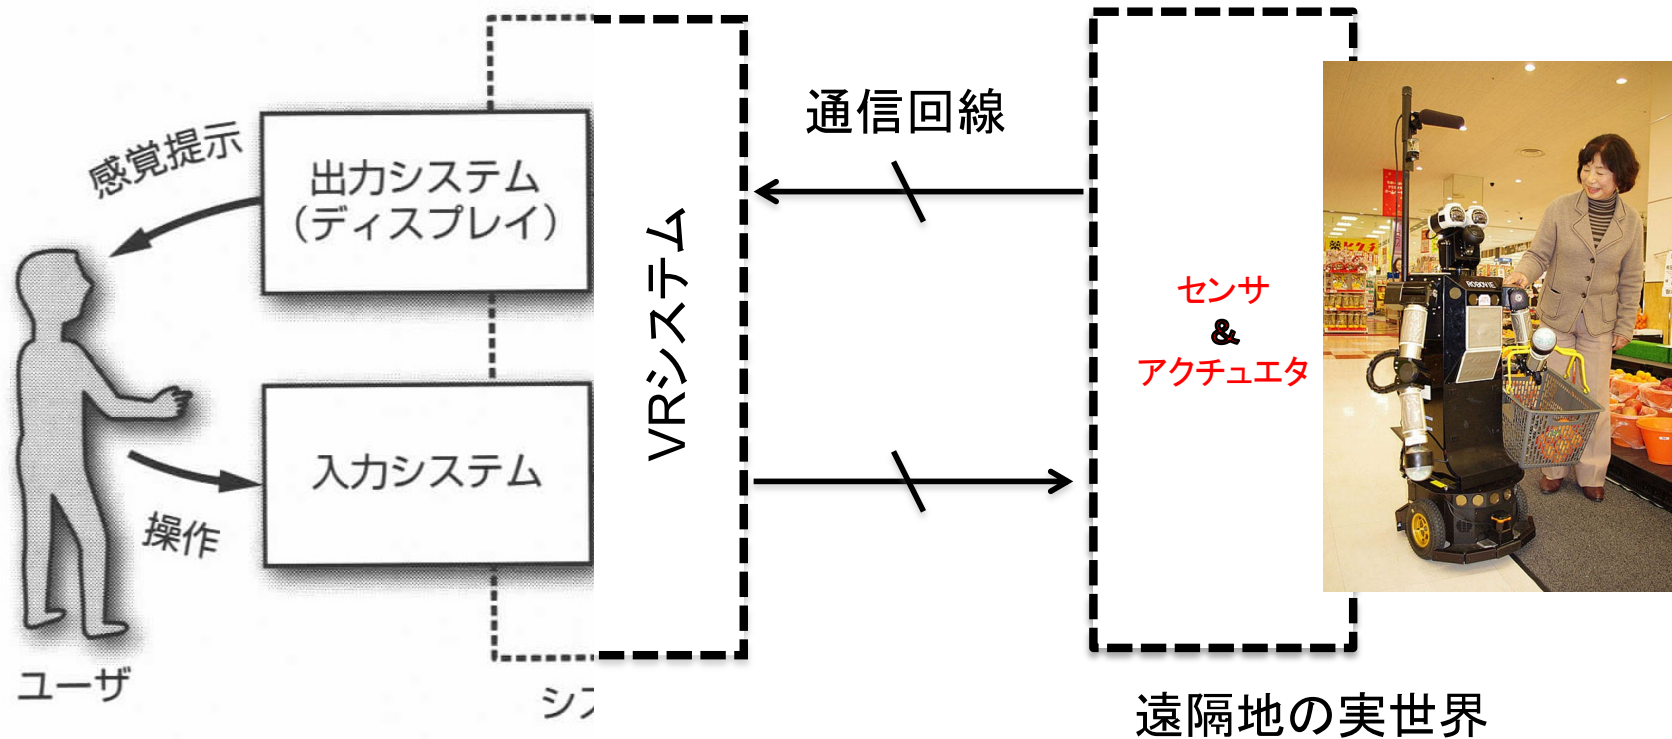 感覚提示
出力システム
(ディスプレイ)
入力システム
操作
ユーザ
VRシステム
通信回線
センサ
&
アクチュエタ
ROBOVIE
遠隔地の実世界